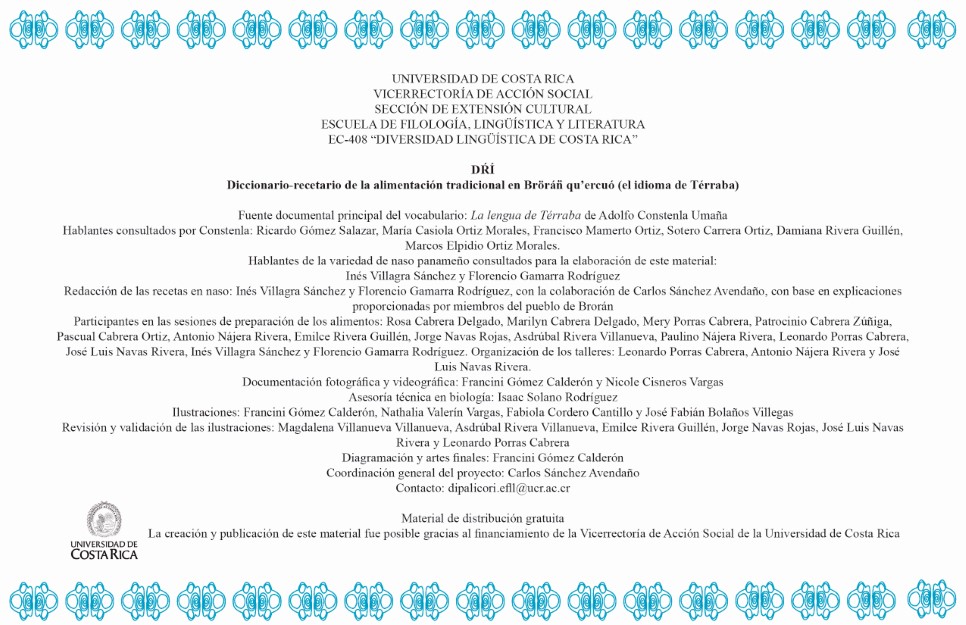 UNIVERSIDAD DE COSTA RICA
VICERRECTORÍA DE ACCIÓN SOCIAL
SECCIÓN DE EXTENSIÓN CULTURAL
ESCUELA DE FILOLOGÍA, LINGÜÍSTICA Y LITERATURA
EC-408 “DIVERSIDAD LINGÜÍSTICA DE COSTA RICA”
DŔÍ
Diccionario-recetario de la alimentación tradicional en Bröráñ qu’ercuó (el idioma de Térraba)
Fuente documental principal del vocabulario: La lengua de Térraba de Adolfo Constenla Umaña
Hablantes consultados por Constenla: Ricardo Gómez Salazar, María Casiola Ortiz Morales, Francisco Mamerto Ortiz, Sotero Carrera Ortiz, Damiana Rivera Guillén,
Marcos Elpidio Ortiz Morales.
Hablantes de la variedad de naso panameño consultados para la elaboración de este material:
Inés Villagra Sánchez y Florencio Gamarra Rodríguez
Redacción de las recetas en naso: Inés Villagra Sánchez y Florencio Gamarra Rodríguez, con la colaboración de Carlos Sánchez Avendaño, con base en explicaciones
proporcionadas por miembros del pueblo de Brorán
Participantes en las sesiones de preparación de los alimentos: Rosa Cabrera Delgado, Marilyn Cabrera Delgado, Mery Porras Cabrera, Patrocinio Cabrera Zúñiga,
Pascual Cabrera Ortiz, Antonio Nájera Rivera, Emilce Rivera Guillén, Jorge Navas Rojas, Asdrúbal Rivera Villanueva, Paulino Nájera Rivera, Leonardo Porras Cabrera,
José Luis Navas Rivera, Inés Villagra Sánchez y Florencio Gamarra Rodríguez. Organización de los talleres: Leonardo Porras Cabrera, Antonio Nájera Rivera y José
Luis Navas Rivera.
Documentación fotográfica y videográfica: Francini Gómez Calderón y Nicole Cisneros Vargas
Asesoría técnica en biología: Isaac Solano Rodríguez
Ilustraciones: Francini Gómez Calderón, Nathalia Valerín Vargas, Fabiola Cordero Cantillo y José Fabián Bolaños Villegas
Revisión y validación de las ilustraciones: Magdalena Villanueva Villanueva, Asdrúbal Rivera Villanueva, Emilce Rivera Guillén, Jorge Navas Rojas, José Luis Navas
Rivera y Leonardo Porras Cabrera
Diagramación y artes finales: Francini Gómez Calderón
Coordinación general del proyecto: Carlos Sánchez Avendaño
Contacto: dipalicori.efll@ucr.ac.cr
Material de distribución gratuita
La creación y publicación de este material fue posible gracias al financiamiento de la Vicerrectoría de Acción Social de la Universidad de Costa Rica
UNIVERSIDAD DE
COSTA RICA